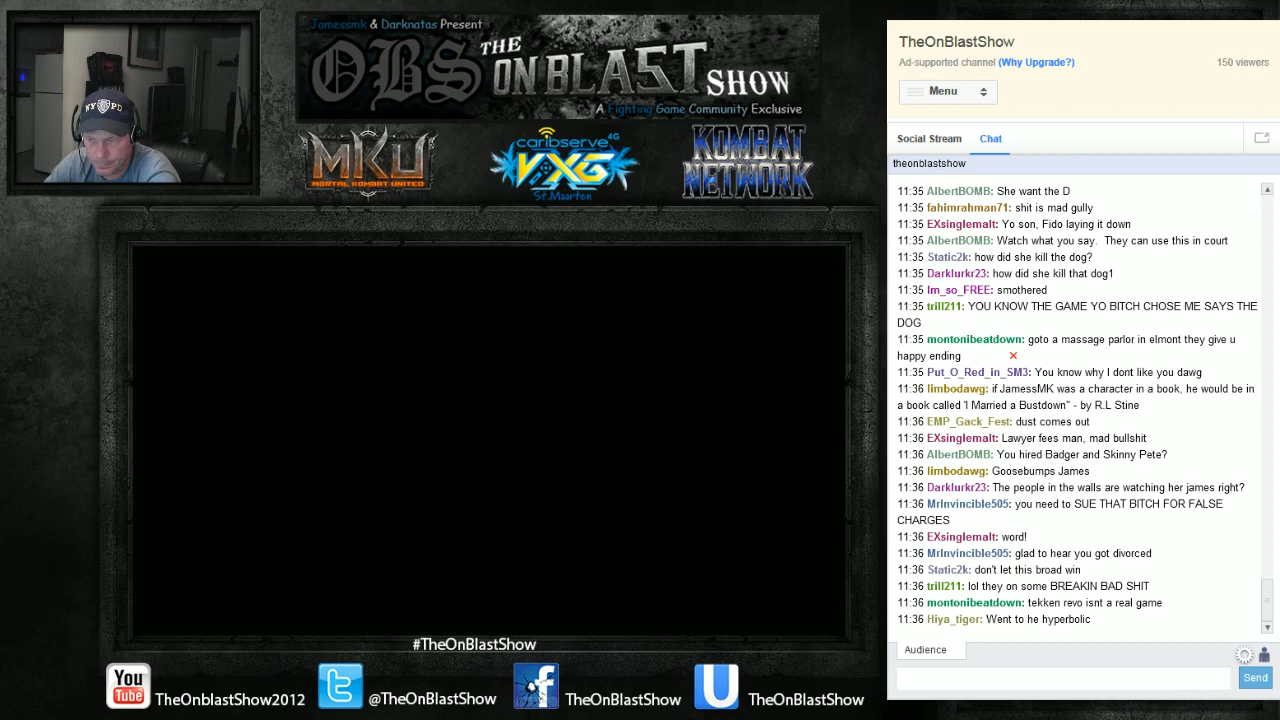 NYPD
Jamessmk & Darknatas Present
OBS THE ON BLAST SHOW
A Fighting Game Community Exclusive
MKU
MORTAL KOMBAT UNITED
caribserve 4G
VXG
St.Maarten
KOMBAT
NETWORK
TheOnBlastShow
Ad-supported channel (Why Upgrade?)
150 viewers
Menu
Social Stream Chat
theonblastshow
11:35 AlbertBOMB: She want the D
11:35 fahimrahman71: shit is mad gully
11:35 EXsinglemalt: Yo son, Fido laying it down
11:35 AlbertBOMB: Watch what you say. They can use this in court
11:35 Static2k: how did she kill the dog?
11:35 Darklurkr23: how did she kill that dog1
11:35 Im_so_FREE: smothered
11:35 trill211: YOU KNOW THE GAME YO BITCH CHOSE ME SAYS THE
DOG
11:35 montonibeatdown: goto a massage parlor in elmont they give u
happy ending
11:35 Put_O_Red_in_SM3: You know why I dont like you dawg
11:36 limbodawg: if JamessMK was a character in a book, he would be in
a book called 'I Married a Bustdown" - by R.L Stine
11:36 EMP_Gack_Fest: dust comes out
11:36 EXsinglemalt: Lawyer fees man, mad bullshit
11:36 AlbertBOMB: You hired Badger and Skinny Pete?
11:36 limbodawg: Goosebumps James
11:36 Darklurkr23: The people in the walls are watching her james right?
11:36 MrInvincible505: you need to SUE THAT BITCH FOR FALSE
CHARGES
11:36 EXsinglemalt: word!
11:36 MrInvincible505: glad to hear you got divorced
11:36 Static2k: don't let this broad win
11:36 trill211: lol they on some BREAKIN BAD SHIT
11:36 montonibeatdown: tekken revo isnt a real game
11:36 Hiya_tiger: Went to he hyperbolic
Audience
Send
#TheOnBlastShow
You Tube TheOnblastShow2012
@TheOnBlastShow
TheOnBlastShow
TheOnBlastShow